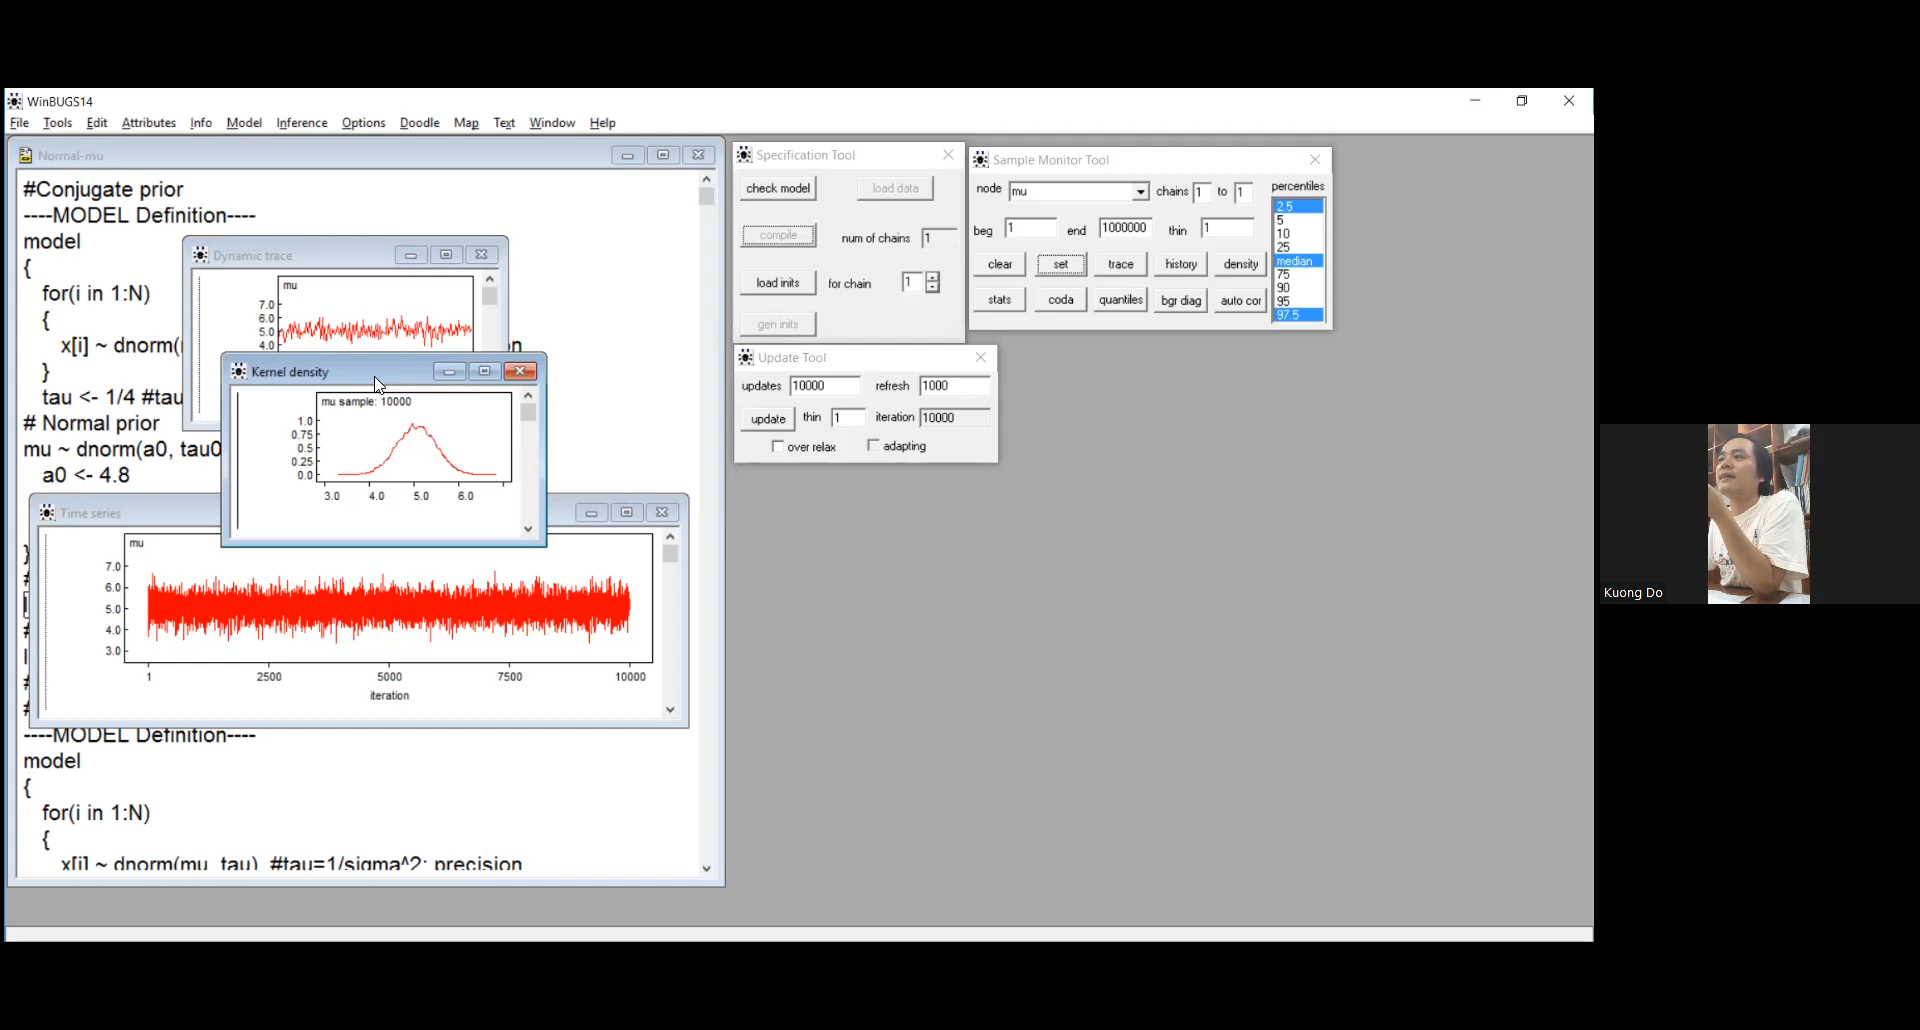 WinBUGS14
File Tools Edit Attributes Info Model Inference Options Doodle Map Text Window Help
Normal-mu
#Conjugate prior
----MODEL Definition----
model
{
for(i in 1:N)
{
x[i] ~ dnorm(
}
tau <- 1/4 #tau
# Normal prior
mu ~ dnorm(a0, tau0
a0 <- 4.8
Dynamic trace
mu
7.0
6.0
5.0
4.0
Kernel density
mu sample: 10000
1.0
0.75
0.5
0.25
0.0
3.0 4.0 5.0 6.0
Time series
mu
7.0
6.0
5.0
4.0
3.0
1 2500 5000 7500 10000
iteration
----MODEL Definition----
model
{
for(i in 1:N)
{
x[i] ~ dnorm(mu, tau) #tau=1/sigma^2: precision
Specification Tool
check model load data
compile num of chains 1
load inits for chain 1
gen inits
Sample Monitor Tool
node mu chains 1 to 1
beg 1 end 1000000 thin 1
clear set trace history density
stats coda quantiles bgr diag auto cor
percentiles
2.5
5
10
25
median
75
90
95
97.5
Update Tool
updates 10000 refresh 1000
update thin 1 iteration 10000
over relax adapting
Kuong Do